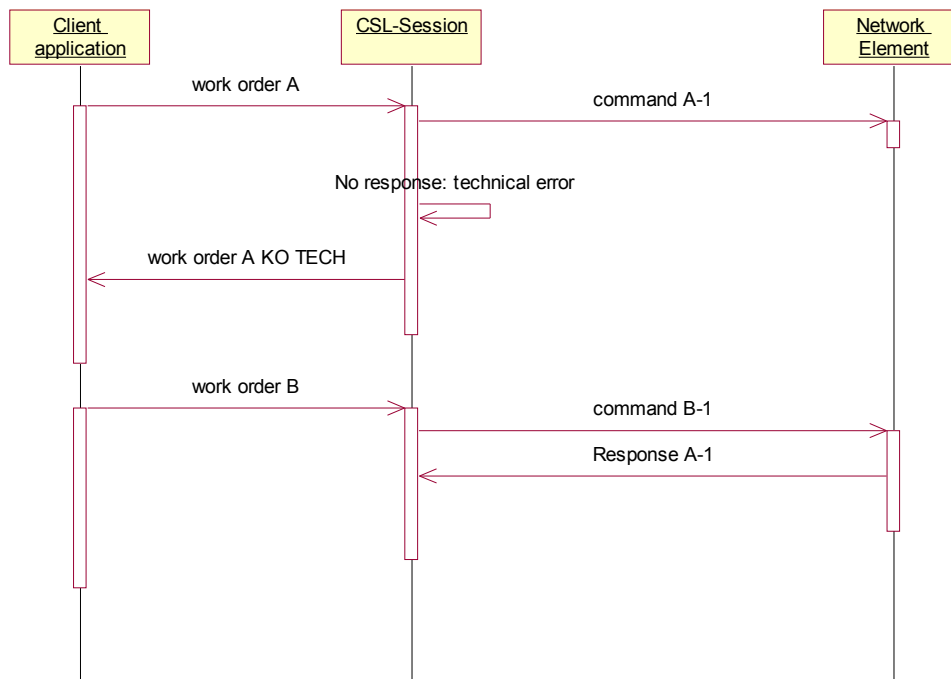 Client
application
CSL-Session
Network
Element
work order A
command A-1
No response: technical error
work order A KO TECH
work order B
command B-1
Response A-1